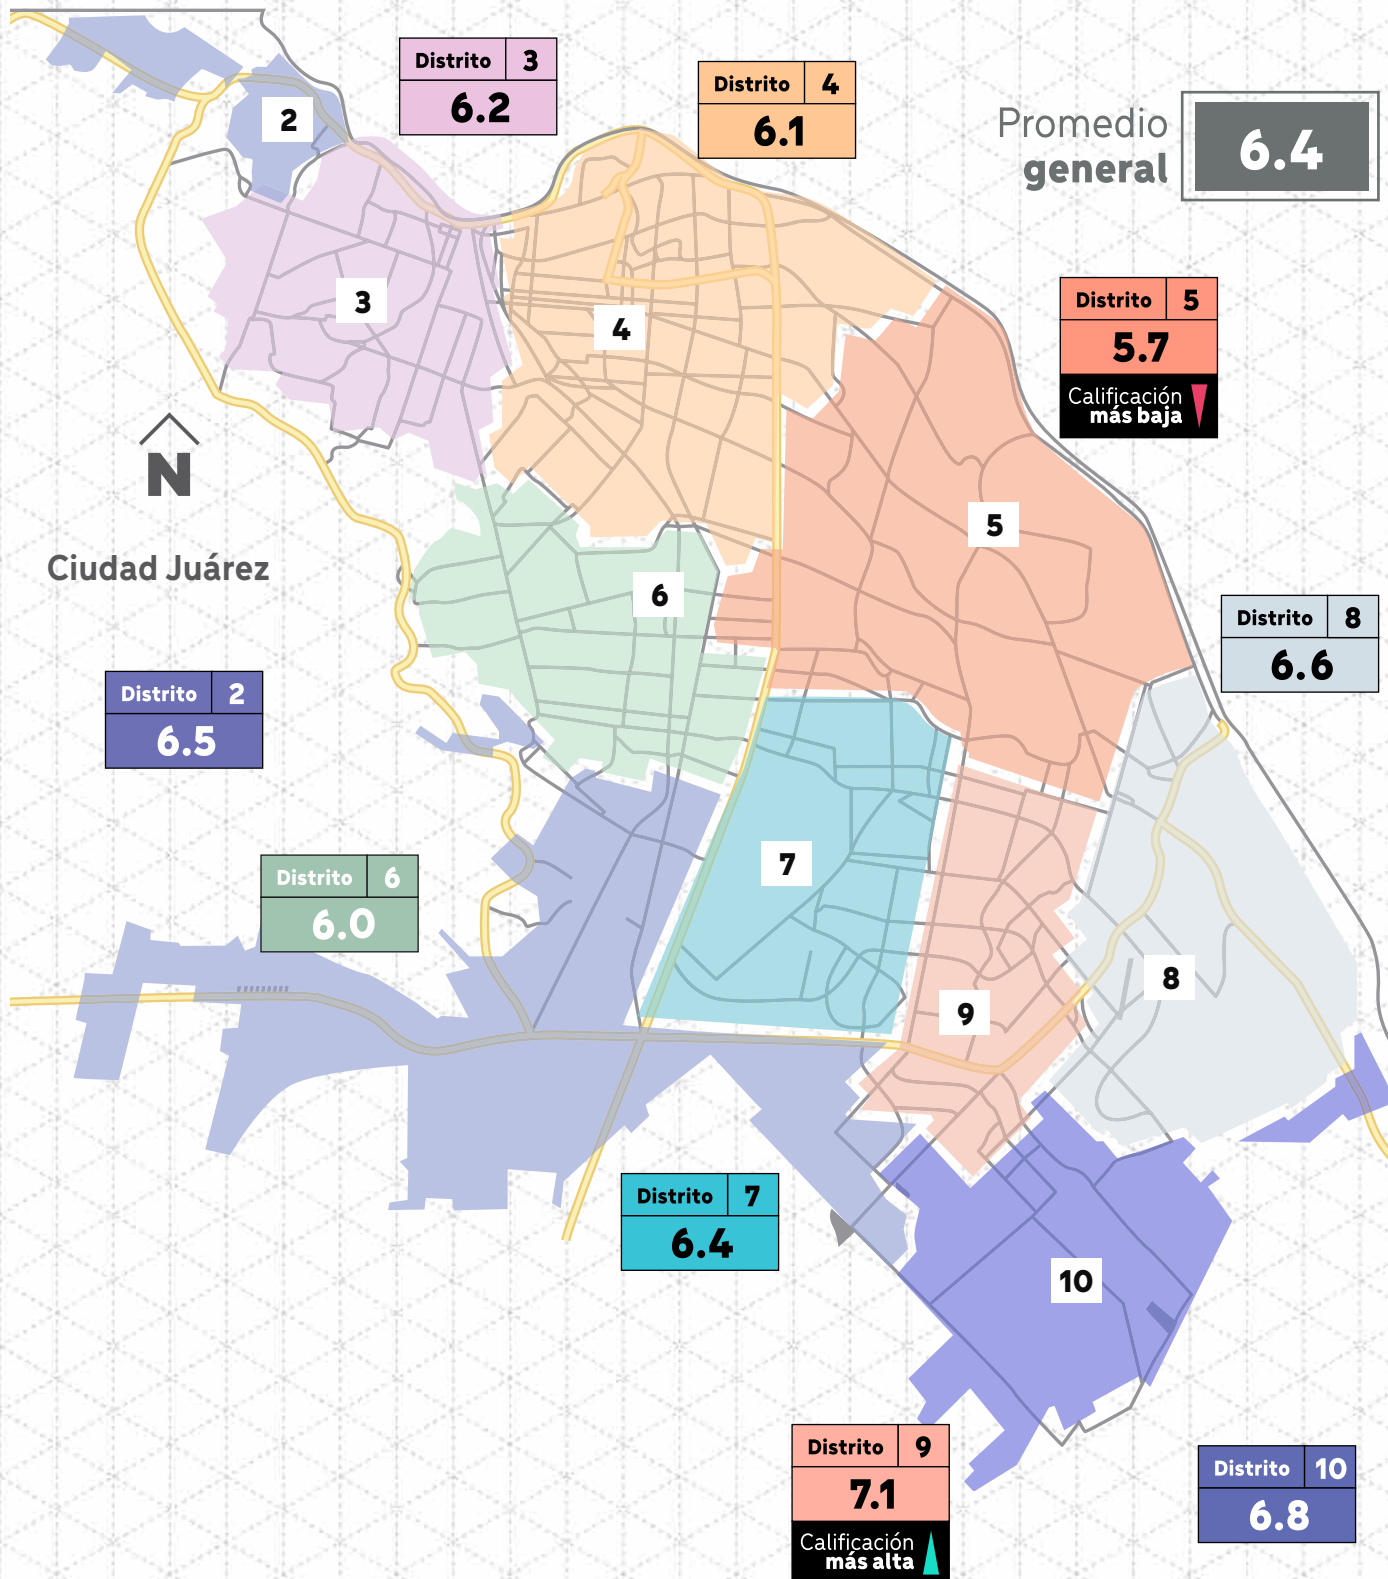 Distrito 3
6.2
Distrito 4
6.1
Promedio
general
6.4
2
3
4
Distrito 5
5.7
Calificación
más baja
N
Ciudad Juárez
5
6
Distrito 8
6.6
Distrito 2
6.5
7
Distrito 6
6.0
8
9
Distrito 7
6.4
10
Distrito 9
7.1
Calificación
más alta
Distrito 10
6.8